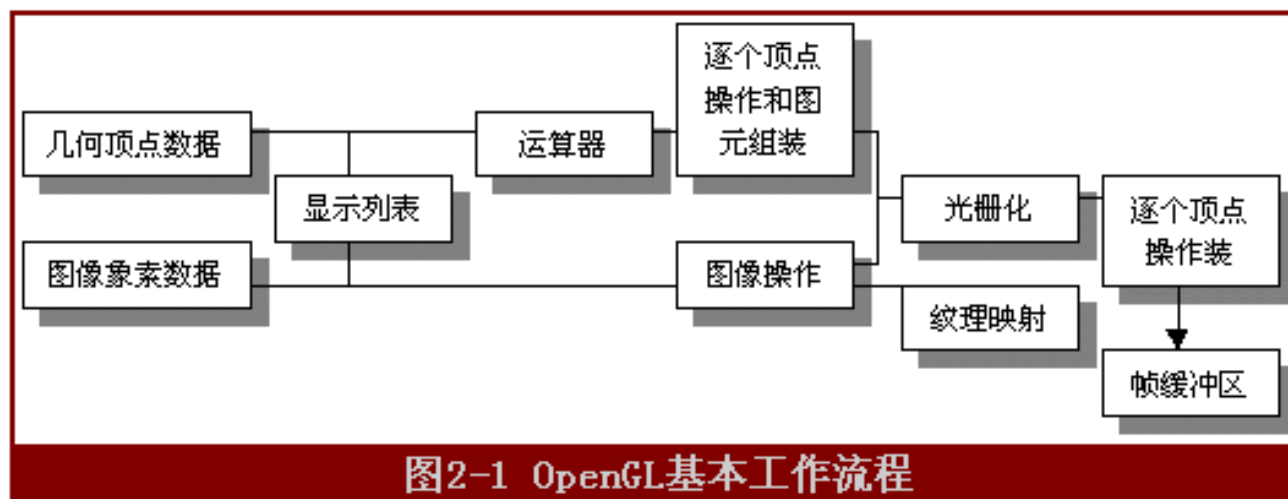 逐个顶点
操作和图
元组装
几何顶点数据
运算器
显示列表
光栅化
逐个顶点
操作装
图像象素数据
图像操作
纹理映射
帧缓冲区
图2-1 OpenGL基本工作流程